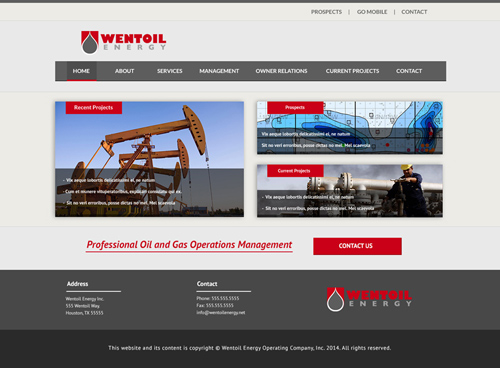 PROSPECTS | GO MOBILE | CONTACT
WENTOIL
ENERGY
HOME ABOUT SERVICES MANAGEMENT OWNER RELATIONS CURRENT PROJECTS CONTACT
Recent Projects
- Vix aeque lobortis delicatissimi ei, ne natum
- Cum et munere vituperatoribus, explicari consulatu qui ex.
- Sit no veri erroribus, posse dictas no mel. Mei scaevola
Prospects
- Vix aeque lobortis delicatissimi ei, ne natum
- Sit no veri erroribus, posse dictas no mel. Mei scaevola
Current Projects
- Vix aeque lobortis delicatissimi ei, ne natum
- Sit no veri erroribus, posse dictas no mel. Mei scaevola
Professional Oil and Gas Operations Management
CONTACT US
Address
Wentoil Energy Inc.
555 Wentoil Way.
Houston, TX 55555
Contact
Phone: 555.555.5555
Fax: 555.555.5555
info@wentoilenergy.net
WENTOIL
ENERGY
This website and its content is copyright © Wentoil Energy Operating Company, Inc. 2014. All rights reserved.